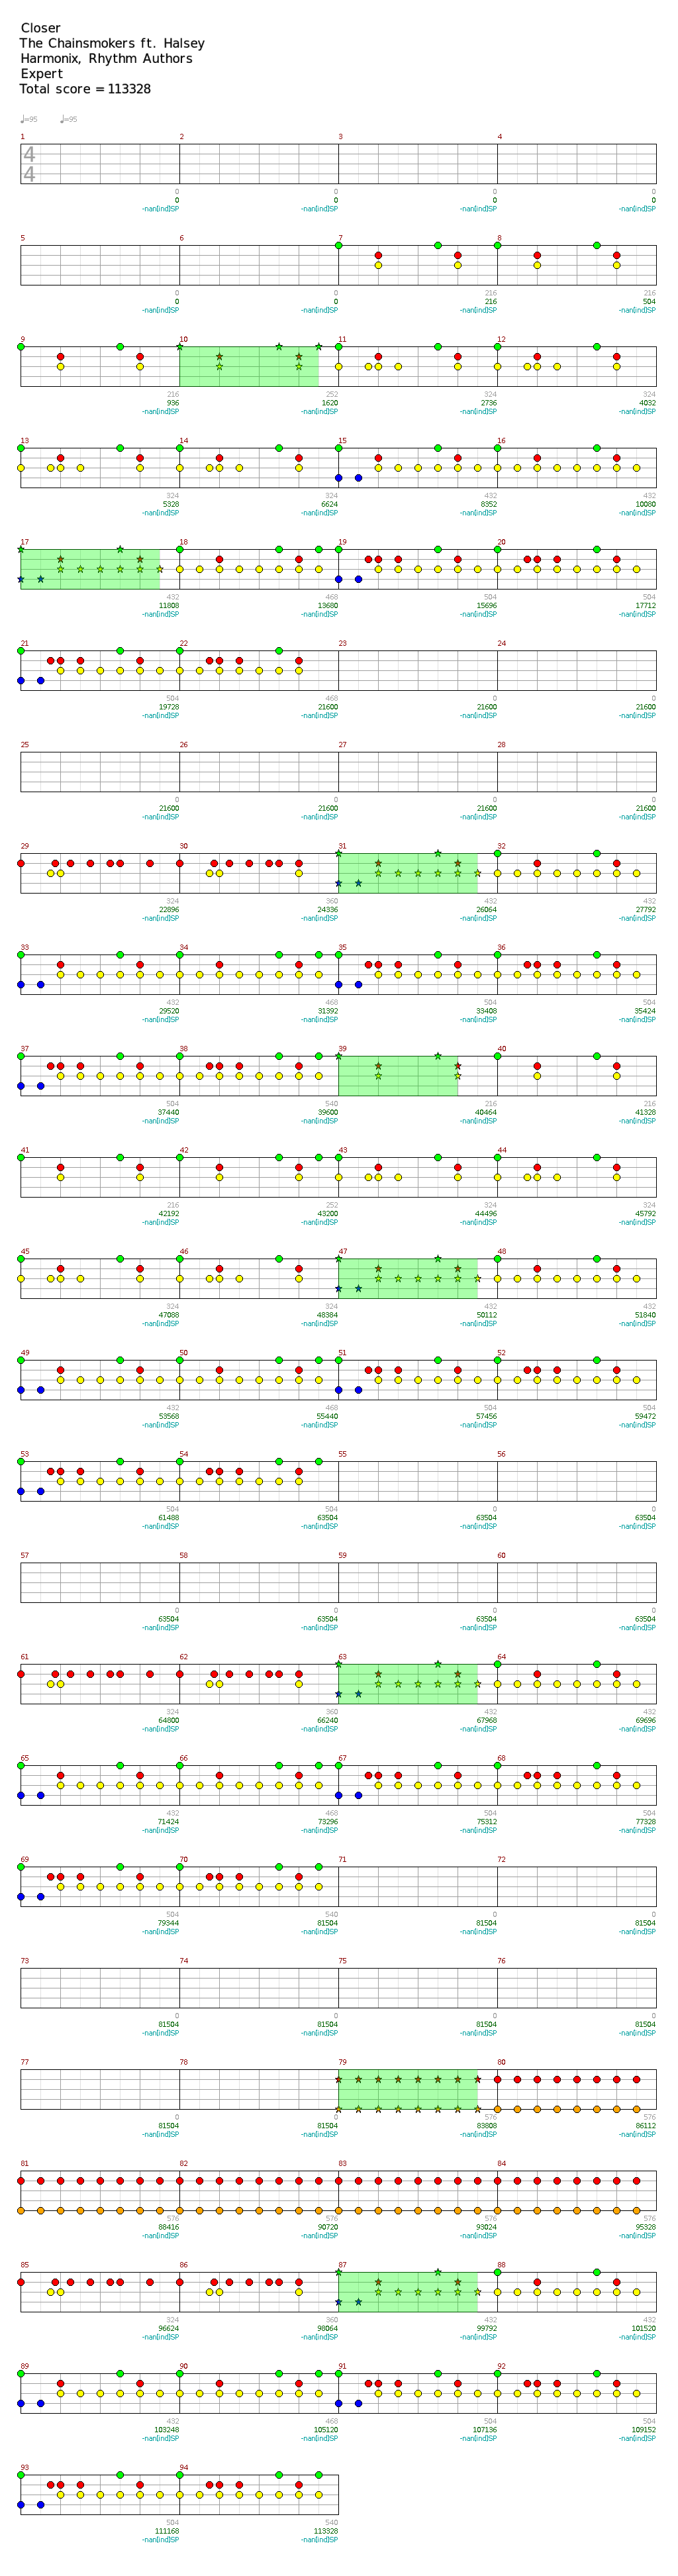 Closer
The Chainsmokers ft. Halsey
Harmonix, Rhythm Authors
Expert
Total score = 113328
♩=95 ♩=95
1 2 3 4
4
4
0 0 0 0
0 0 0 0
-nan(ind)SP -nan(ind)SP -nan(ind)SP -nan(ind)SP
5 6 7 8
0 0 216 216
0 0 216 504
-nan(ind)SP -nan(ind)SP -nan(ind)SP -nan(ind)SP
9 10 11 12
216 252 324 324
936 1620 2736 4032
-nan(ind)SP -nan(ind)SP -nan(ind)SP -nan(ind)SP
13 14 15 16
324 324 432 432
5328 6624 8352 10080
-nan(ind)SP -nan(ind)SP -nan(ind)SP -nan(ind)SP
17 18 19 20
432 468 504 504
11808 13680 15696 17712
-nan(ind)SP -nan(ind)SP -nan(ind)SP -nan(ind)SP
21 22 23 24
504 468 0 0
19728 21600 21600 21600
-nan(ind)SP -nan(ind)SP -nan(ind)SP -nan(ind)SP
25 26 27 28
0 0 0 0
21600 21600 21600 21600
-nan(ind)SP -nan(ind)SP -nan(ind)SP -nan(ind)SP
29 30 31 32
324 360 432 432
22896 24336 26064 27792
-nan(ind)SP -nan(ind)SP -nan(ind)SP -nan(ind)SP
33 34 35 36
432 468 504 504
29520 31392 33408 35424
-nan(ind)SP -nan(ind)SP -nan(ind)SP -nan(ind)SP
37 38 39 40
504 540 216 216
37440 39600 40464 41328
-nan(ind)SP -nan(ind)SP -nan(ind)SP -nan(ind)SP
41 42 43 44
216 252 324 324
42192 43200 44496 45792
-nan(ind)SP -nan(ind)SP -nan(ind)SP -nan(ind)SP
45 46 47 48
324 324 432 432
47088 48384 50112 51840
-nan(ind)SP -nan(ind)SP -nan(ind)SP -nan(ind)SP
49 50 51 52
432 468 504 504
53568 55440 57456 59472
-nan(ind)SP -nan(ind)SP -nan(ind)SP -nan(ind)SP
53 54 55 56
504 504 0 0
61488 63504 63504 63504
-nan(ind)SP -nan(ind)SP -nan(ind)SP -nan(ind)SP
57 58 59 60
0 0 0 0
63504 63504 63504 63504
-nan(ind)SP -nan(ind)SP -nan(ind)SP -nan(ind)SP
61 62 63 64
324 360 432 432
64800 66240 67968 69696
-nan(ind)SP -nan(ind)SP -nan(ind)SP -nan(ind)SP
65 66 67 68
432 468 504 504
71424 73296 75312 77328
-nan(ind)SP -nan(ind)SP -nan(ind)SP -nan(ind)SP
69 70 71 72
504 540 0 0
79344 81504 81504 81504
-nan(ind)SP -nan(ind)SP -nan(ind)SP -nan(ind)SP
73 74 75 76
0 0 0 0
81504 81504 81504 81504
-nan(ind)SP -nan(ind)SP -nan(ind)SP -nan(ind)SP
77 78 79 80
0 0 576 576
81504 81504 83808 86112
-nan(ind)SP -nan(ind)SP -nan(ind)SP -nan(ind)SP
81 82 83 84
576 576 576 576
88416 90720 93024 95328
-nan(ind)SP -nan(ind)SP -nan(ind)SP -nan(ind)SP
85 86 87 88
324 360 432 432
96624 98064 99792 101520
-nan(ind)SP -nan(ind)SP -nan(ind)SP -nan(ind)SP
89 90 91 92
432 468 504 504
103248 105120 107136 109152
-nan(ind)SP -nan(ind)SP -nan(ind)SP -nan(ind)SP
93 94
504 540
111168 113328
-nan(ind)SP -nan(ind)SP